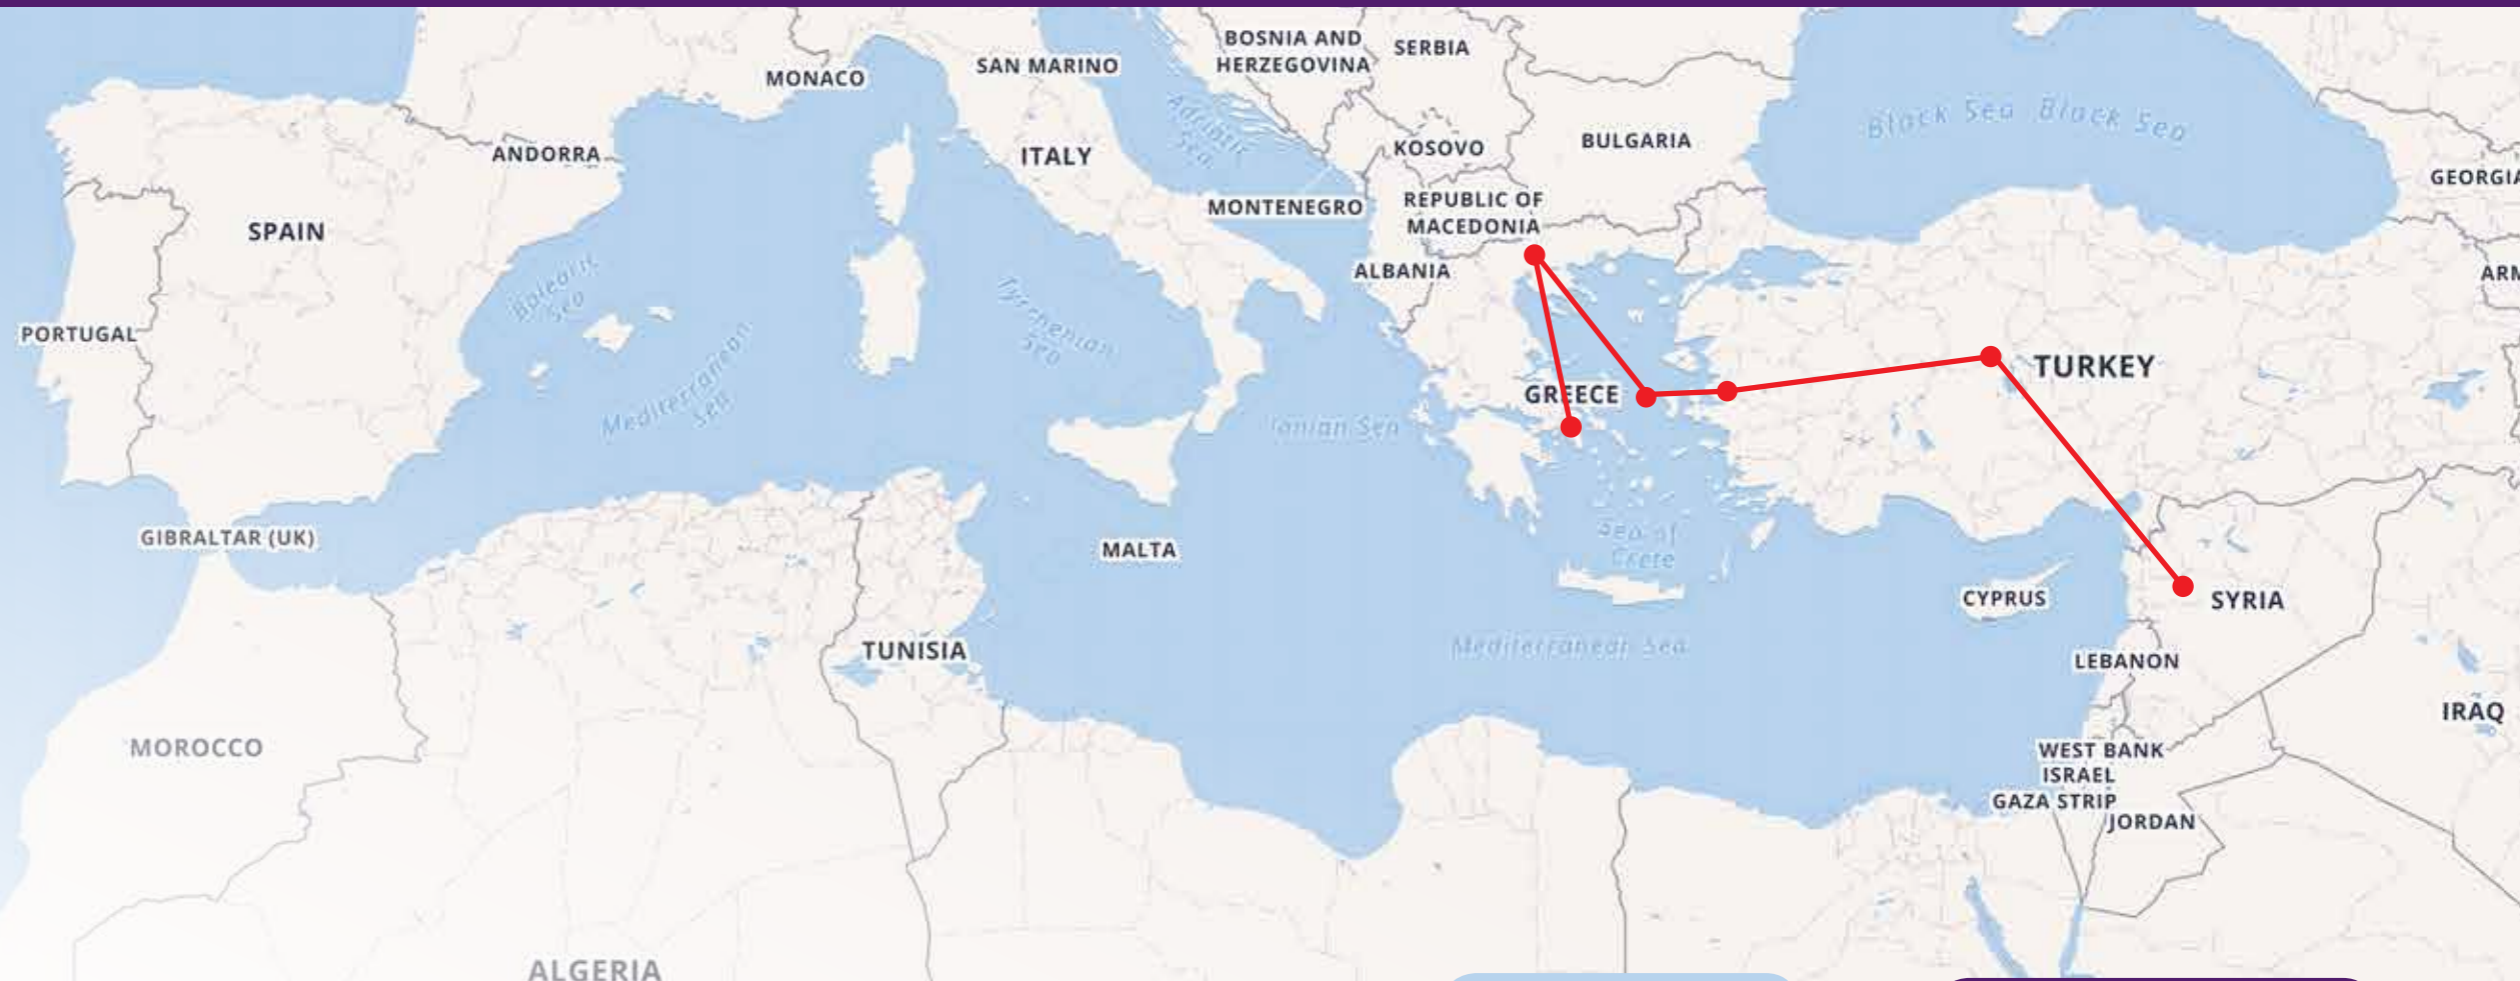 BOSNIA AND
HERZEGOVINA
SERBIA
MONACO
SAN MARINO
Adriatic
Sea
Black Sea Black Sea
ANDORRA
ITALY
KOSOVO
BULGARIA
GEORGIA
SPAIN
MONTENEGRO
REPUBLIC OF
MACEDONIA
ALBANIA
ARM
Balearic
Sea
PORTUGAL
Tyrrhenian
Sea
Mediterranean
Sea
GREECE
TURKEY
Ionian Sea
GIBRALTAR (UK)
MALTA
Sea of
Crete
CYPRUS
SYRIA
TUNISIA
Mediterranean Sea
LEBANON
IRAQ
MOROCCO
WEST BANK
ISRAEL
GAZA STRIP
JORDAN
ALGERIA